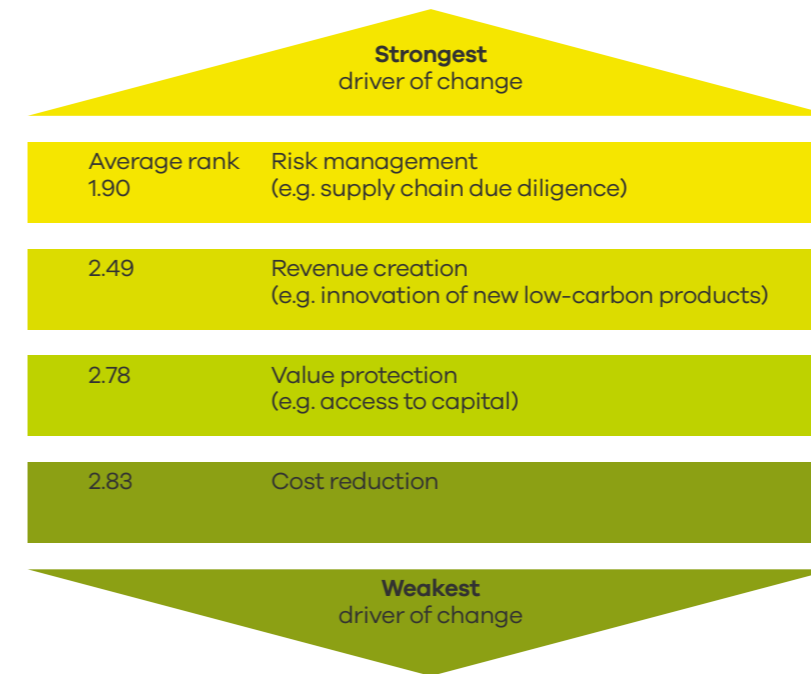 Strongest
driver of change
Average rank
1.90
Risk management
(e.g. supply chain due diligence)
2.49
Revenue creation
(e.g. innovation of new low-carbon products)
2.78
Value protection
(e.g. access to capital)
2.83
Cost reduction
Weakest
driver of change